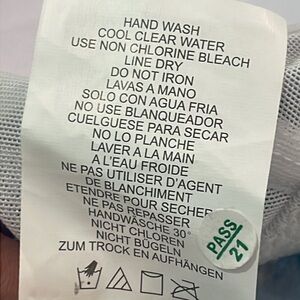 HAND WASH
COOL CLEAR WATER
USE NON CHLORINE BLEACH
LINE DRY
DO NOT IRON
LAVAS A MANO
SOLO CON AGUA FRIA
NO USE BLANQUEADOR
CUELGUESE PARA SECAR
NO LO PLANCHE
LAVER A LA MAIN
A L'EAU FROIDE
NE PAS UTILISER D'AGENT
DE BLANCHIMENT
ETENDRE POUR SECHER
NE PAS REPASSER
HANDWÄSCHE 30°
NICHT CHLOREN
NICHT BÜGELN
ZUM TROCK EN AUFHÄNGEN
PASS
21